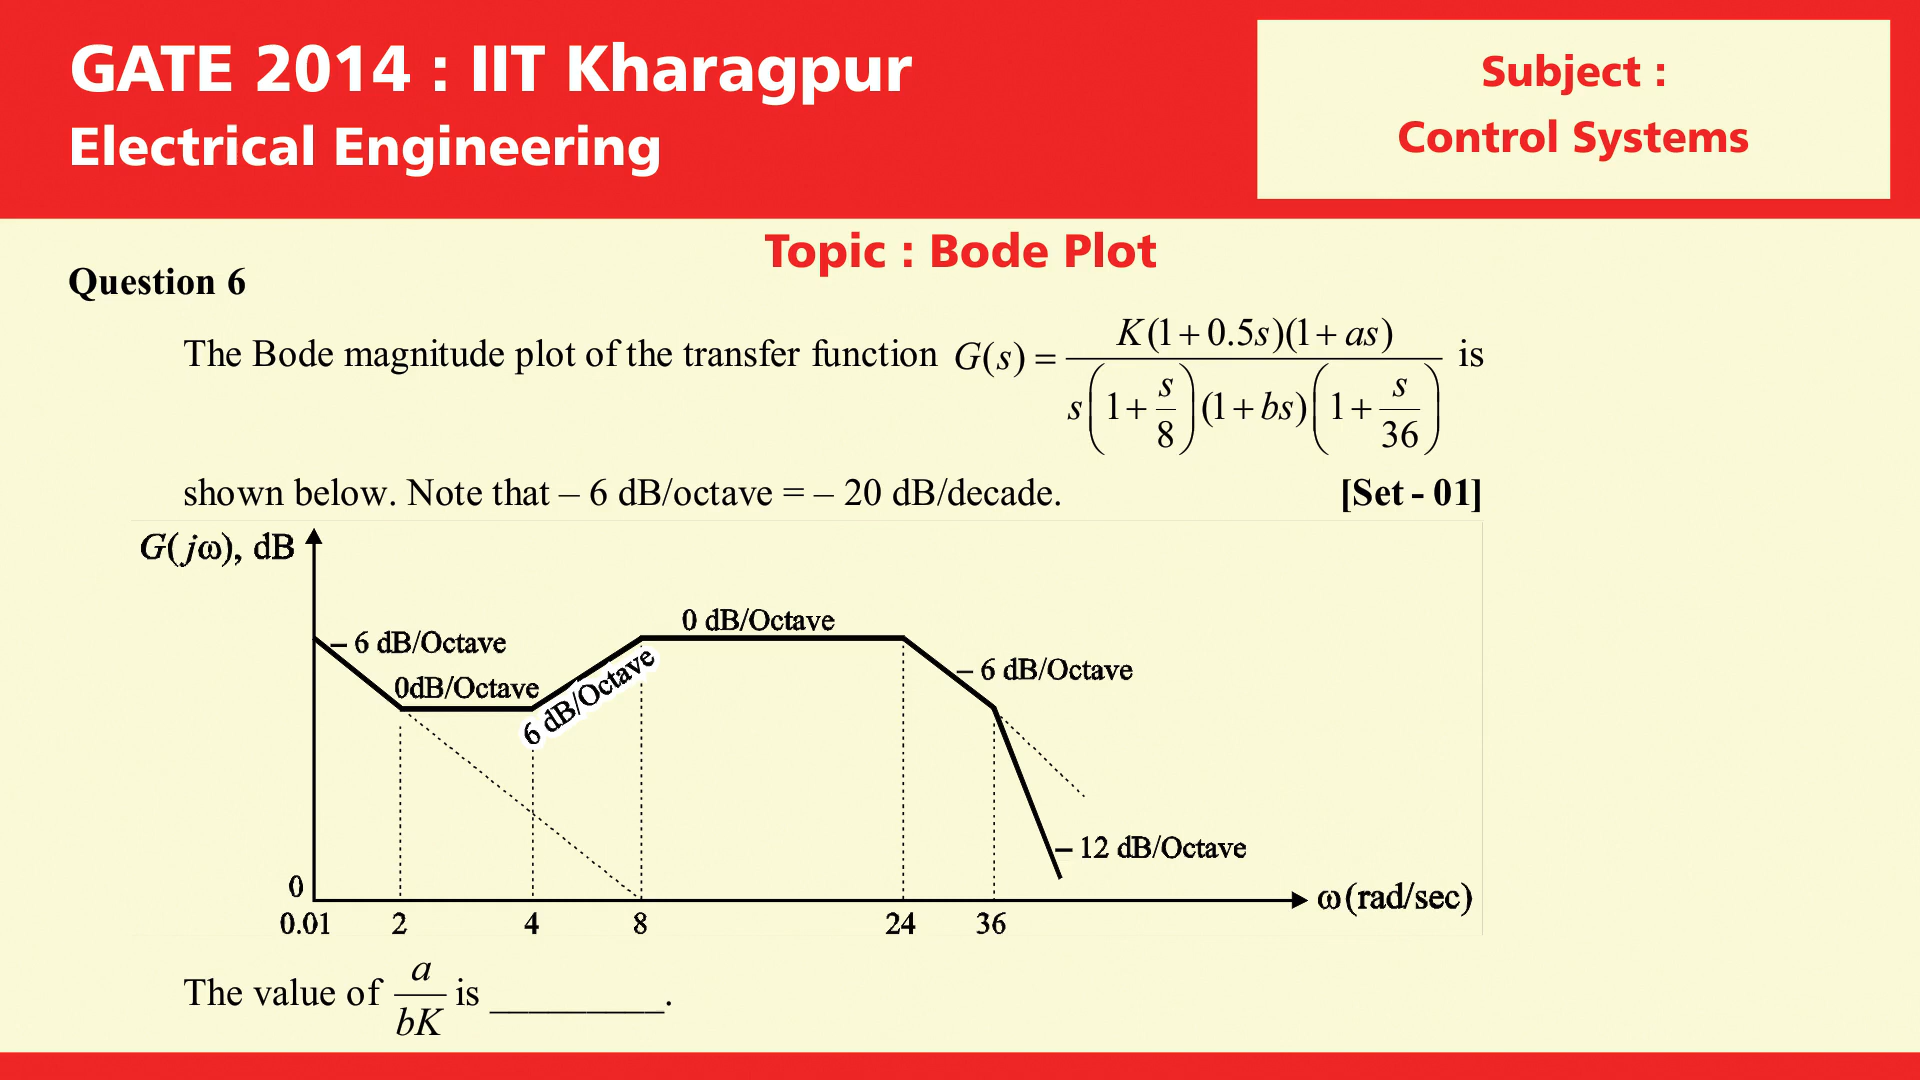 GATE 2014 : IIT Kharagpur
Electrical Engineering
Subject :
Control Systems
Topic : Bode Plot
Question 6
The Bode magnitude plot of the transfer function G(s) = K(1 + 0.5s)(1 + as) / s(1 + s/8)(1 + bs)(1 + s/36) is
shown below. Note that – 6 dB/octave = – 20 dB/decade. [Set - 01]
G(jω), dB
0 dB/Octave
– 6 dB/Octave
0dB/Octave
6 dB/Octave
– 6 dB/Octave
– 12 dB/Octave
0
ω(rad/sec)
0.01 2 4 8 24 36
The value of a/bK is _________.